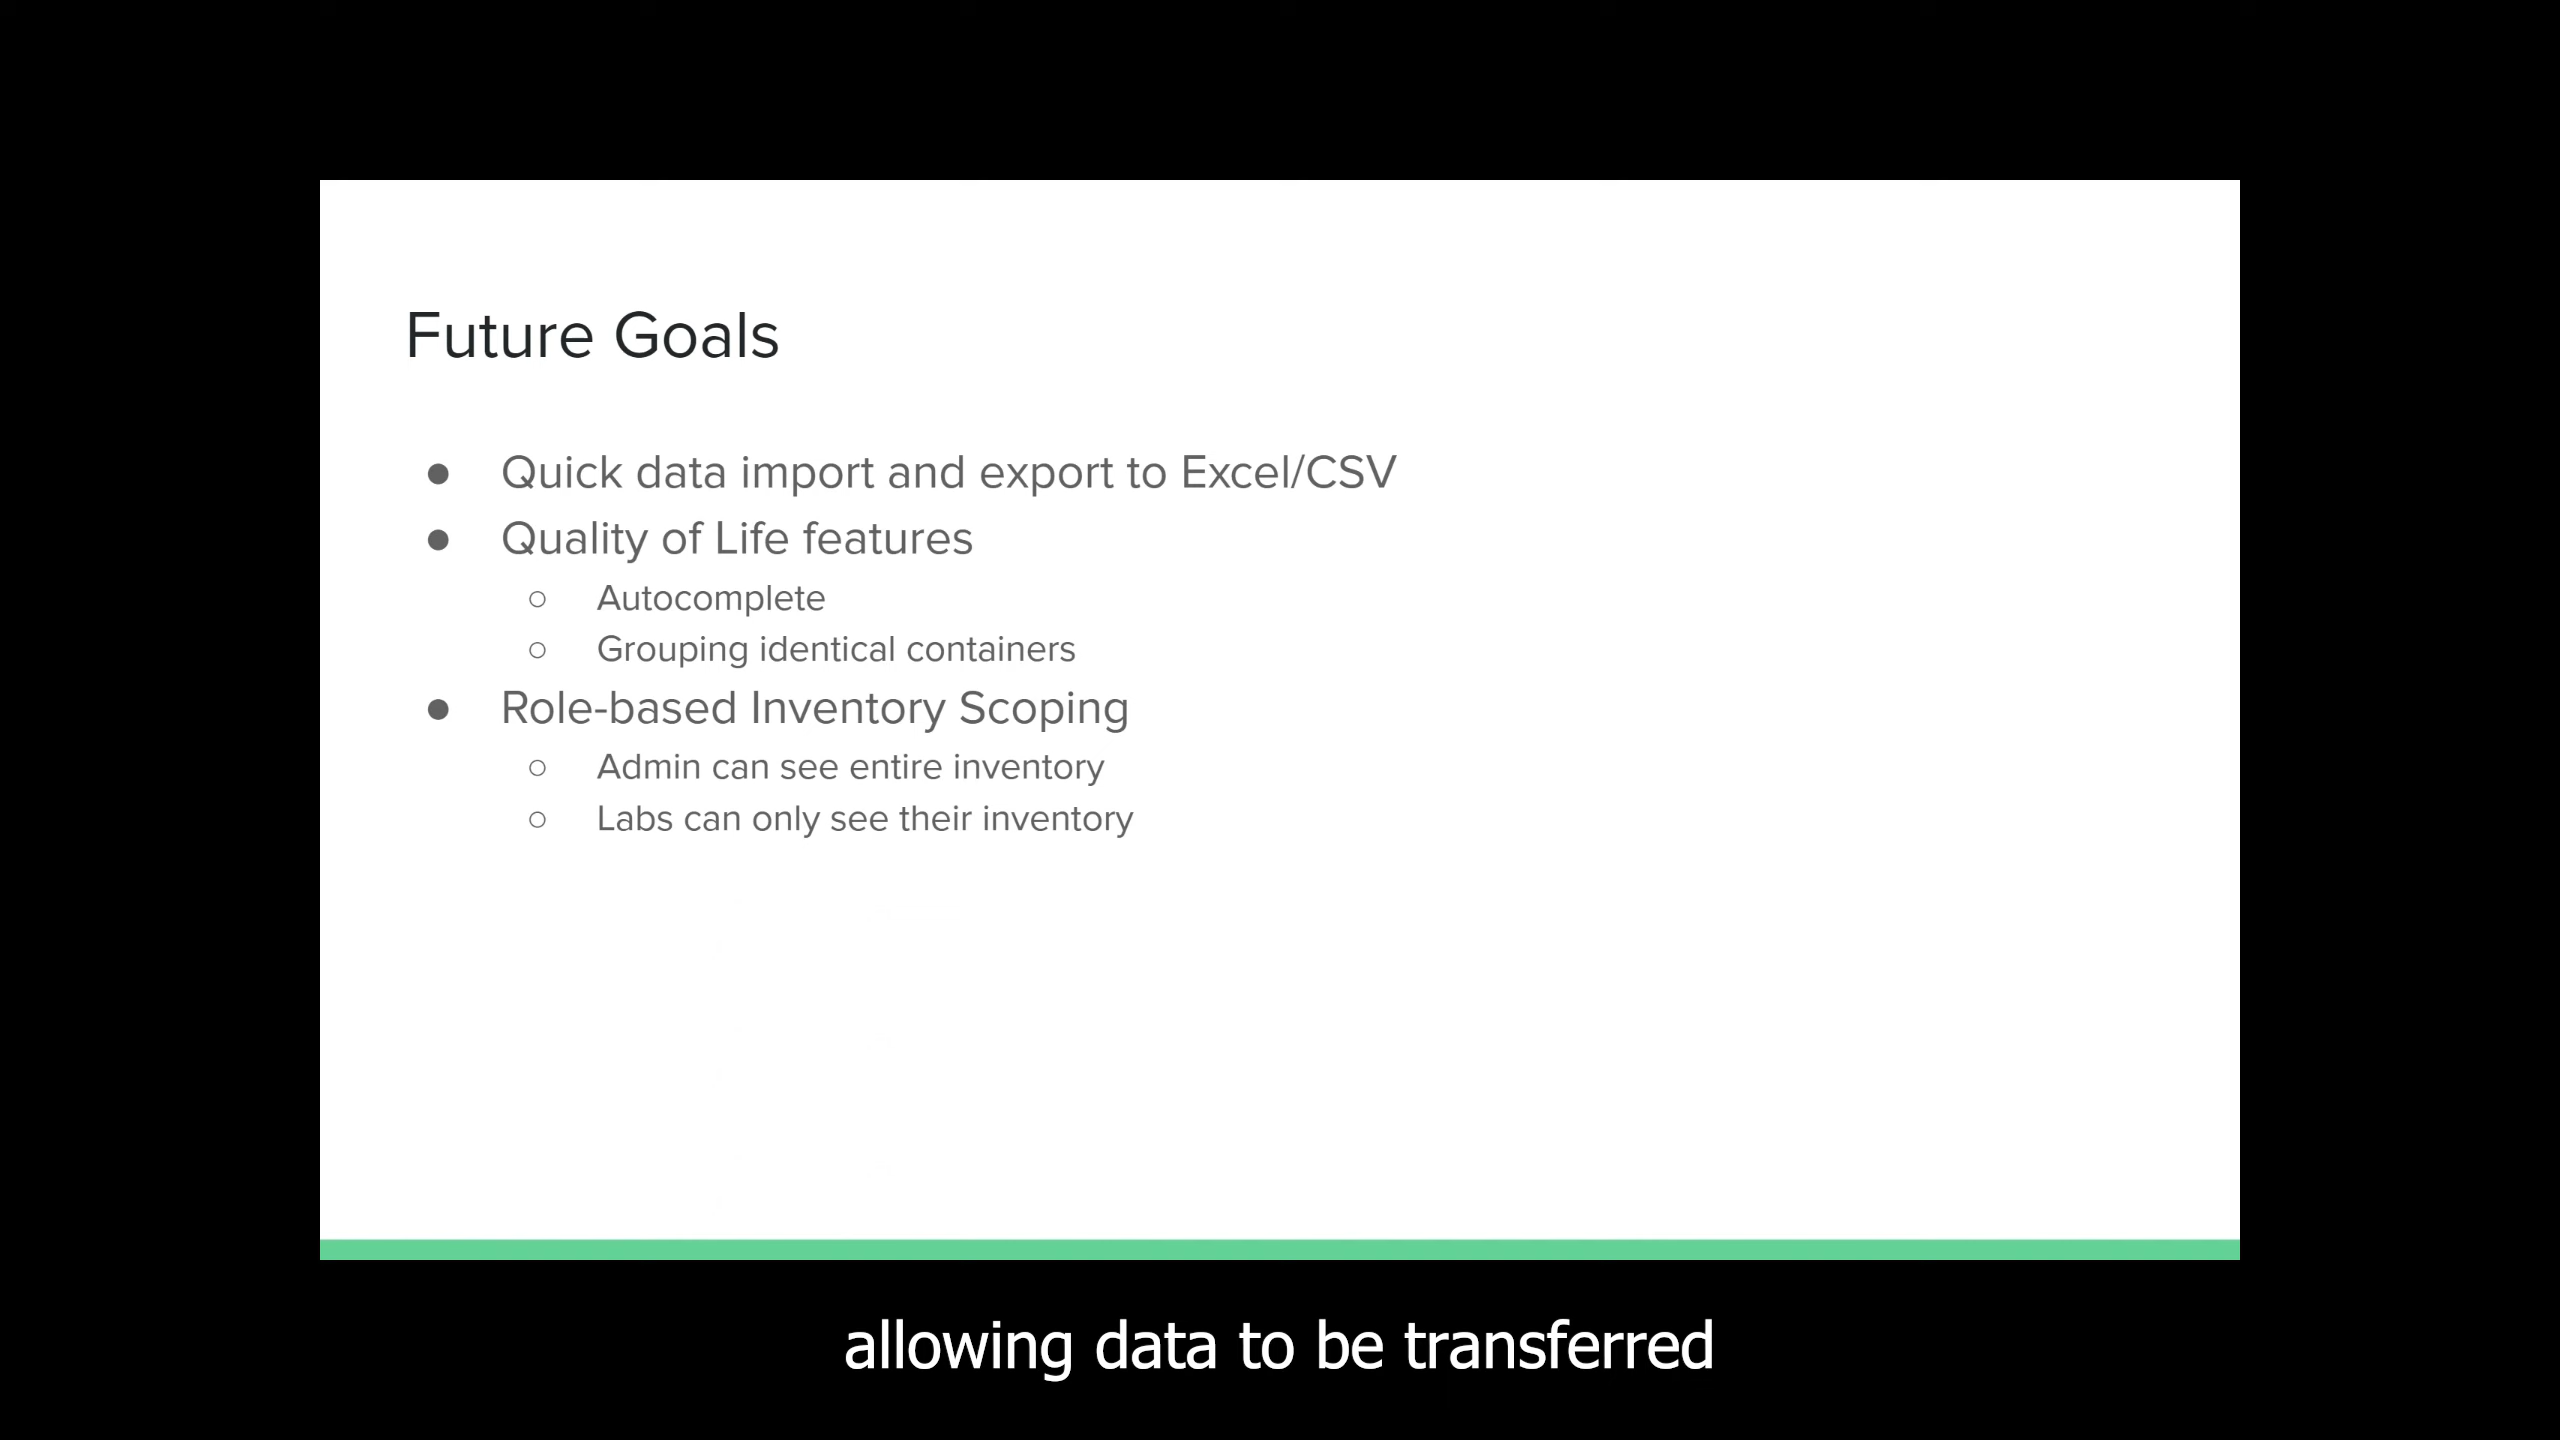 Future Goals
● Quick data import and export to Excel/CSV
● Quality of Life features
○ Autocomplete
○ Grouping identical containers
● Role-based Inventory Scoping
○ Admin can see entire inventory
○ Labs can only see their inventory
allowing data to be transferred